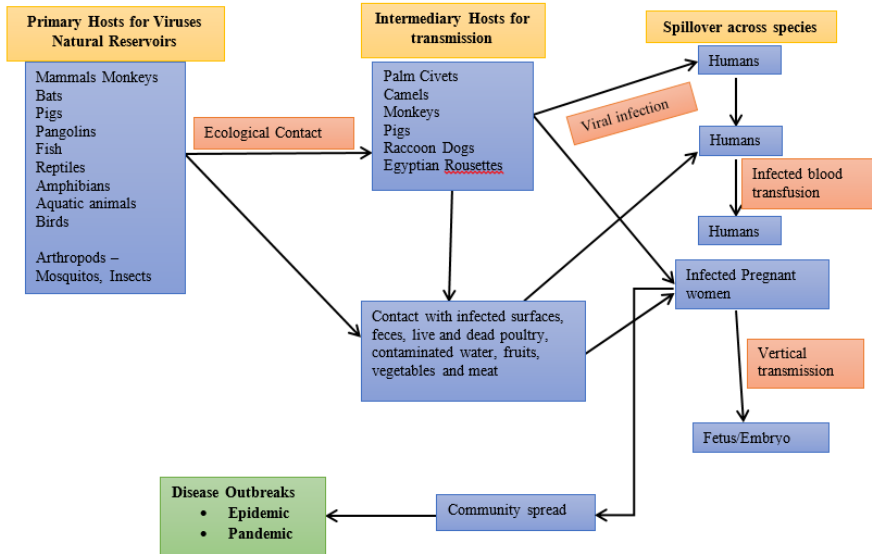 Primary Hosts for Viruses
Natural Reservoirs
Mammals Monkeys
Bats
Pigs
Pangolins
Fish
Reptiles
Amphibians
Aquatic animals
Birds
Arthropods –
Mosquitos, Insects
Ecological Contact
Intermediary Hosts for
transmission
Palm Civets
Camels
Monkeys
Pigs
Raccoon Dogs
Egyptian Rousettes
Contact with infected surfaces,
feces, live and dead poultry,
contaminated water, fruits,
vegetables and meat
Viral infection
Spillover across species
Humans
Humans
Infected blood
transfusion
Humans
Infected Pregnant
women
Vertical
transmission
Fetus/Embryo
Community spread
Disease Outbreaks
• Epidemic
• Pandemic